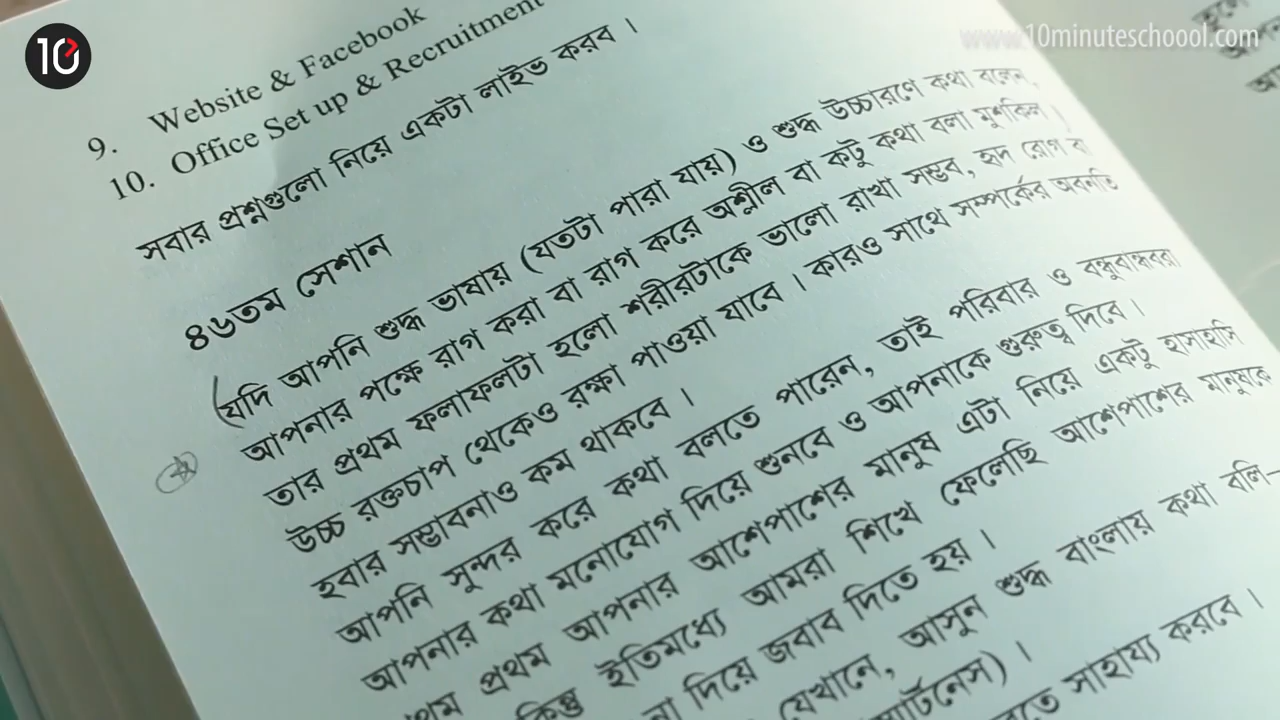 10
www.10minuteschoool.com
9. Website & Facebook
10. Office Set up & Recruitment
সবার প্রশ্নগুলো নিয়ে একটা লাইভ করব।
৪৬তম সেশান
(যদি আপনি শুদ্ধ ভাষায় (যতটা পারা যায়) ও শুদ্ধ উচ্চারণে কথা বলেন,
আপনার পক্ষে রাগ করা বা রাগ করে অশ্লীল বা কটু কথা বলা মুশকিল।
তার প্রথম ফলাফলটা হলো শরীরটাকে ভালো রাখা সম্ভব, হৃদ রোগ বা
উচ্চ রক্তচাপ থেকেও রক্ষা পাওয়া যাবে। কারও সাথে সম্পর্কের অবনতি
হবার সম্ভাবনাও কম থাকবে।
আপনি সুন্দর করে কথা বলতে পারেন, তাই পরিবার ও বন্ধুবান্ধবরা
আপনার কথা মনোযোগ দিয়ে শুনবে ও আপনাকে গুরুত্ব দিবে।
প্রথম আপনার আশেপাশের মানুষ এটা নিয়ে একটু হাসাহাসি
কিন্তু ইতিমধ্যে আমরা শিখে ফেলেছি আশেপাশের মানুষকে
না দিয়ে জবাব দিতে হয়।
যেখানে, আসুন শুদ্ধ বাংলায় কথা বলি–
সাহায্য করবে।